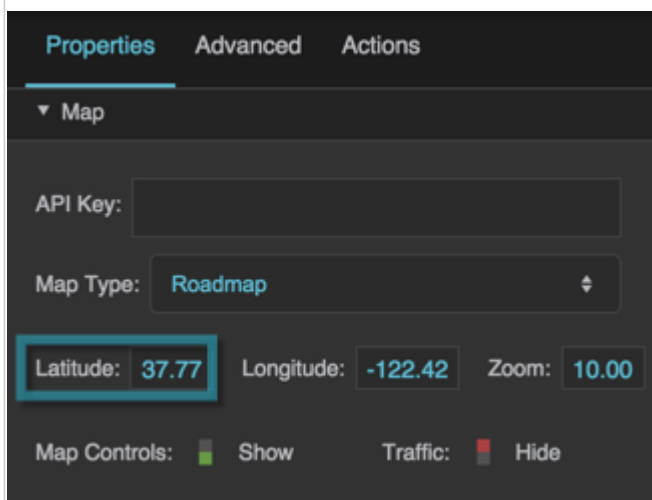 Properties Advanced Actions
Map
API Key:
Map Type: Roadmap
Latitude: 37.77 Longitude: -122.42 Zoom: 10.00
Map Controls: Show Traffic: Hide